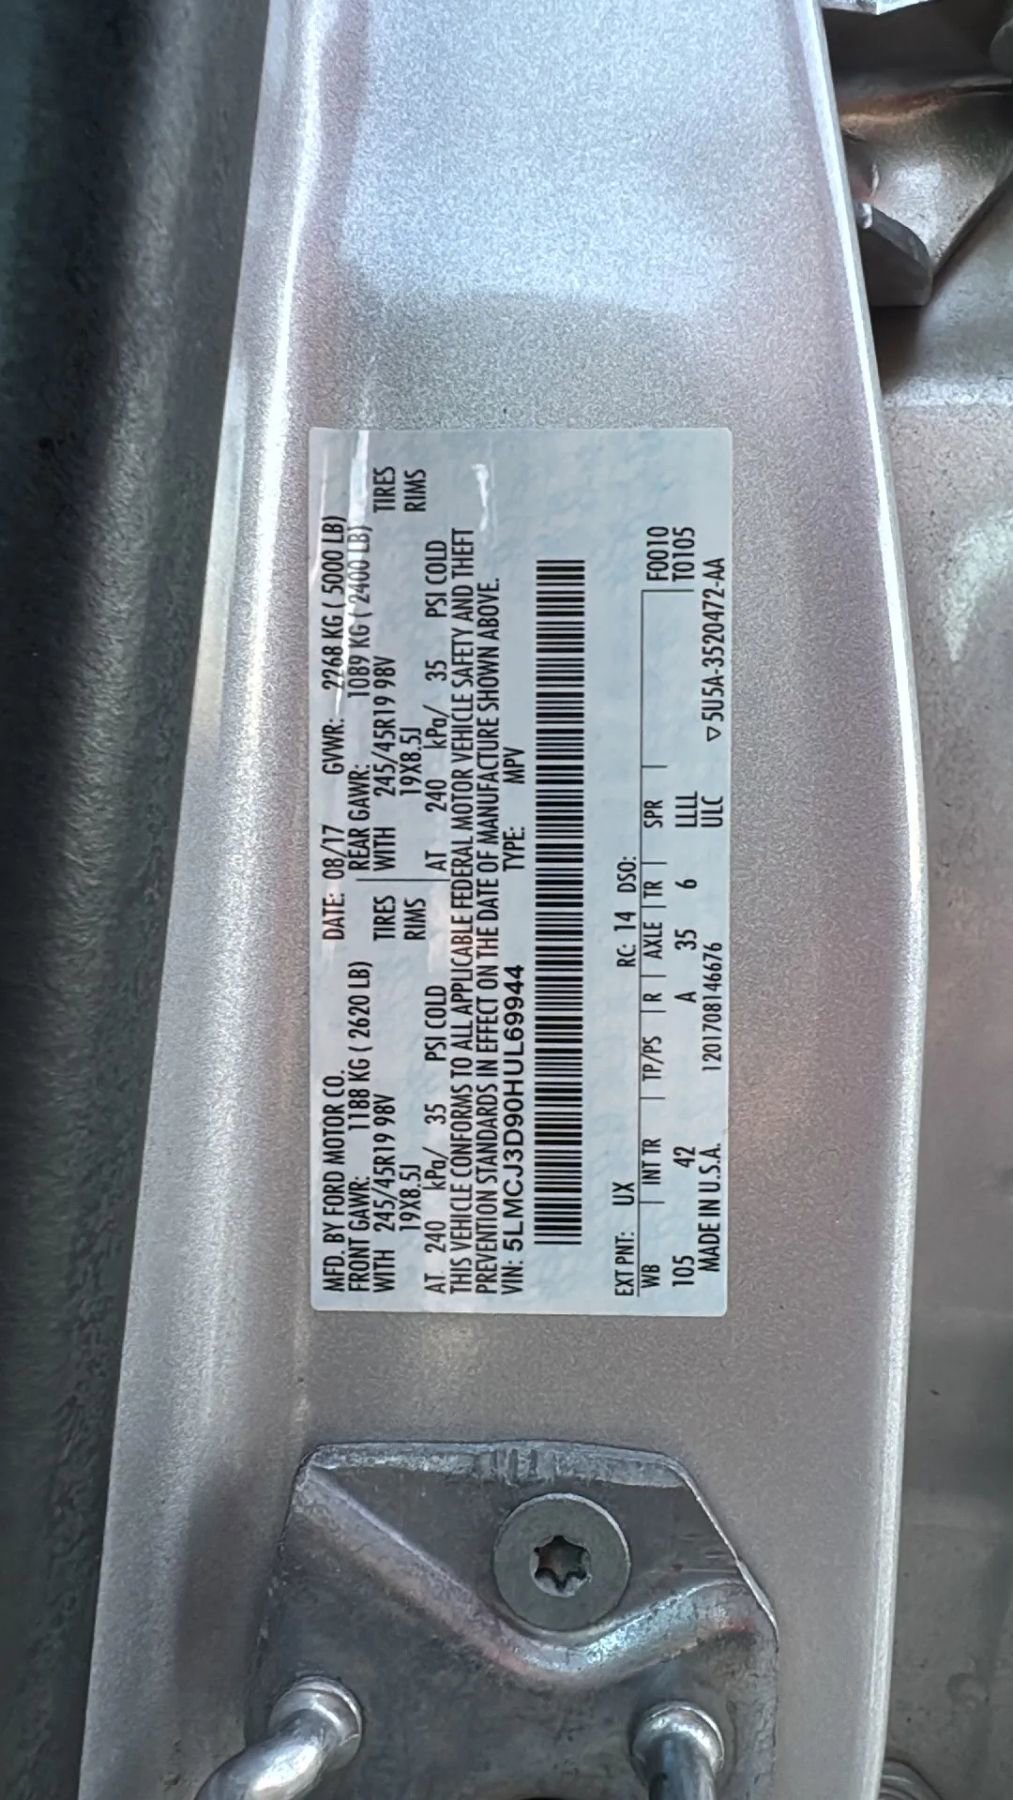 MFD. BY FORD MOTOR CO. DATE: 08/17 GVWR: 2268 KG ( 5000 LB)
FRONT GAWR: 1188 KG ( 2620 LB) REAR GAWR: 1089 KG ( 2400 LB)
WITH 245/45R19 98V TIRES WITH 245/45R19 98V TIRES
19X8.5J RIMS 19X8.5J RIMS
AT 240 kPa/ 35 PSI COLD AT 240 kPa/ 35 PSI COLD
THIS VEHICLE CONFORMS TO ALL APPLICABLE FEDERAL MOTOR VEHICLE SAFETY AND THEFT
PREVENTION STANDARDS IN EFFECT ON THE DATE OF MANUFACTURE SHOWN ABOVE.
VIN: 5LMCJ3D90HUL69944 TYPE: MPV
EXT PNT: UX RC: 14 DSO:
WB INT TR TP/PS R AXLE TR SPR F0010
105 42 A 35 6 LLLL T0105
MADE IN U.S.A. 1201708146676 ULC ▽5U5A-3520472-AA